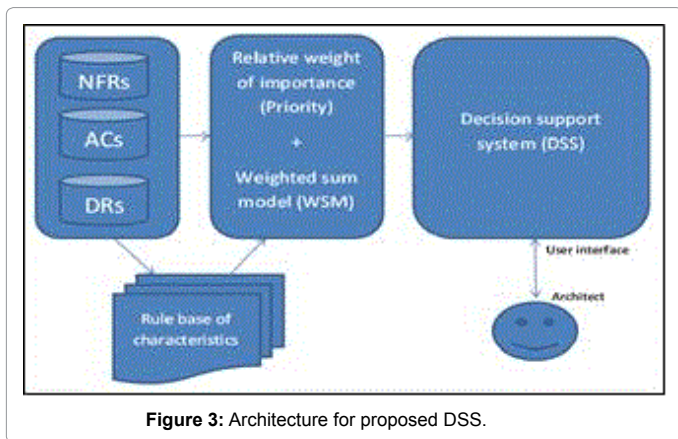 NFRs
ACs
DRs
Relative weight
of importance
(Priority)
+
Weighted sum
model (WSM)
Decision support
system (DSS)
User interface
Architect
Rule base of
characteristics
Figure 3: Architecture for proposed DSS.